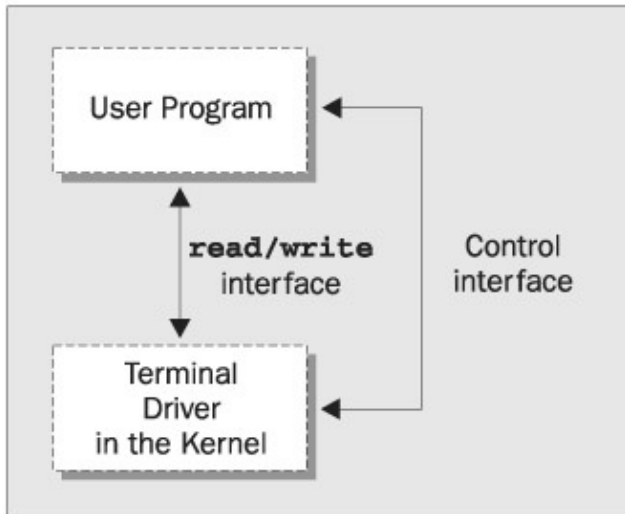 User Program
read/write
interface
Control
interface
Terminal
Driver
in the Kernel